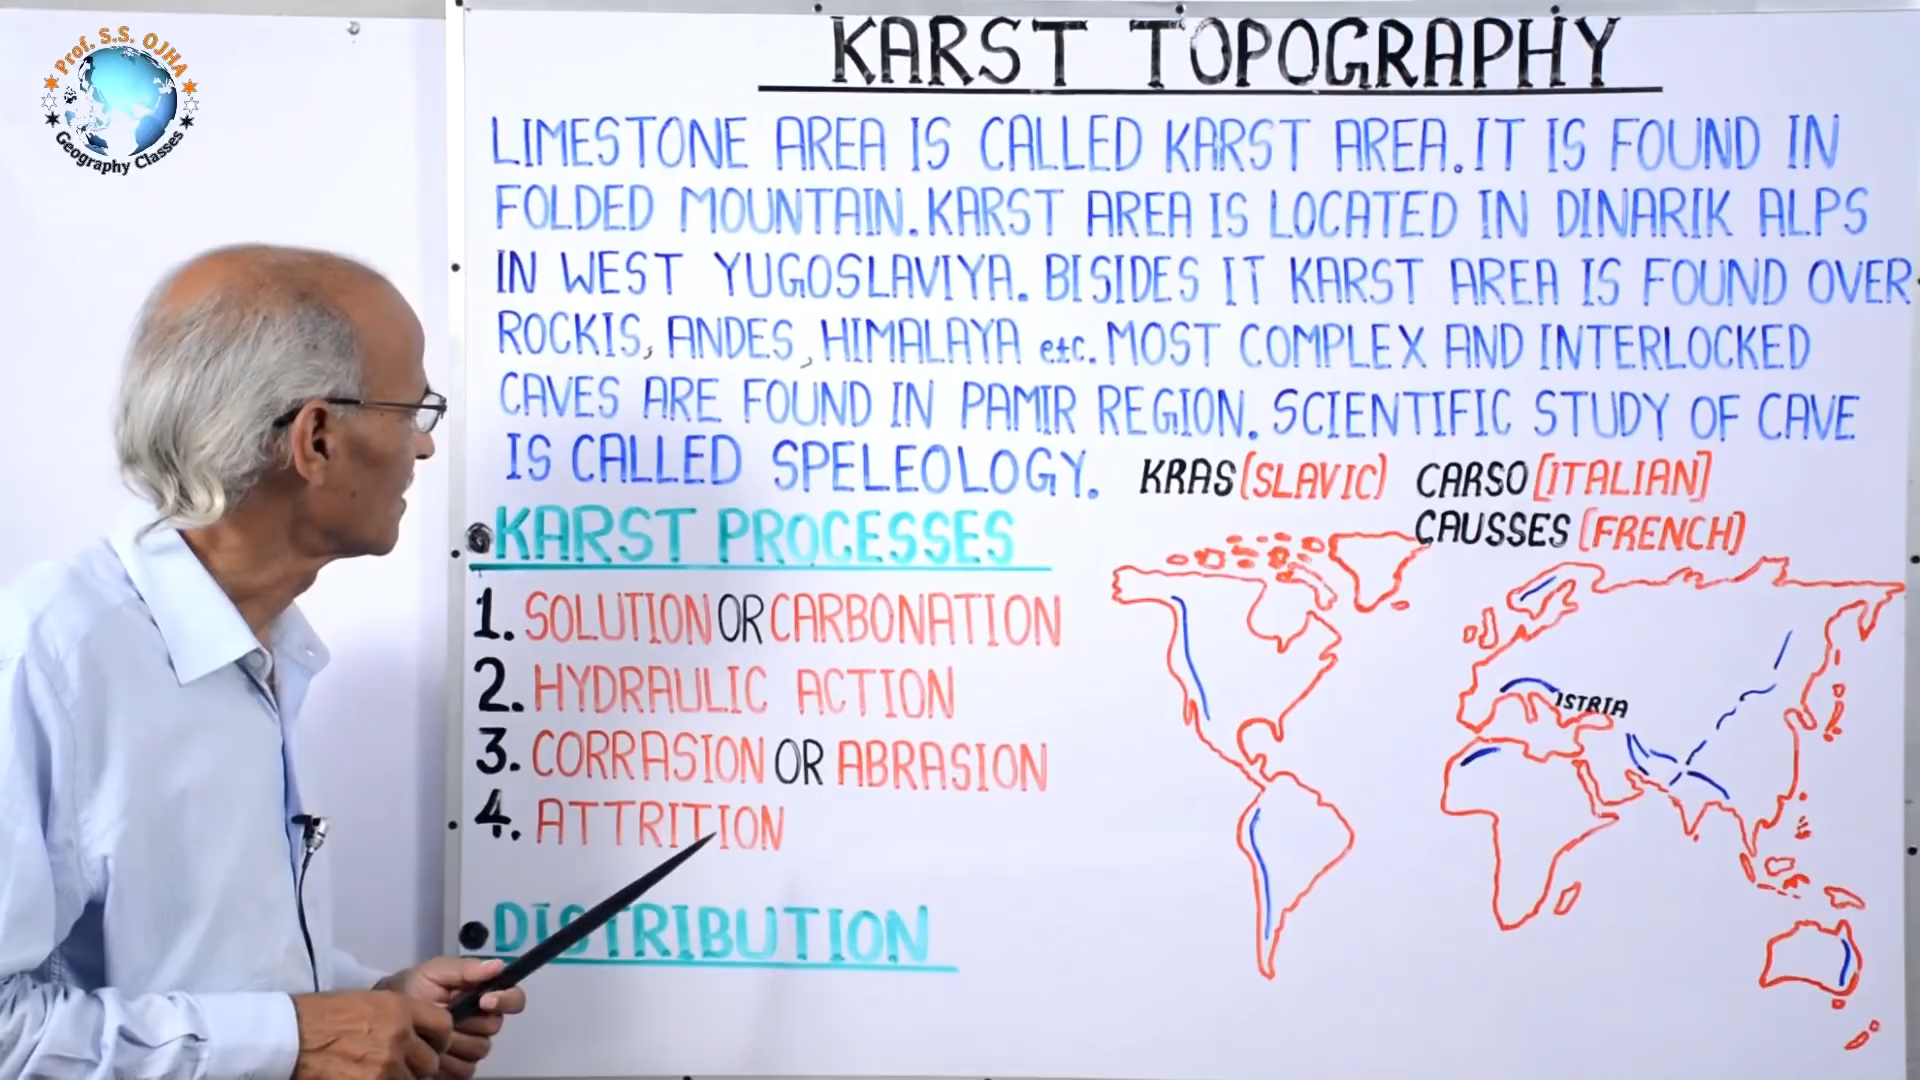 Prof. S.S. OJHA
Geography Classes
KARST TOPOGRAPHY
LIMESTONE AREA IS CALLED KARST AREA. IT IS FOUND IN
FOLDED MOUNTAIN. KARST AREA IS LOCATED IN DINARIK ALPS
IN WEST YUGOSLAVIYA. BISIDES IT KARST AREA IS FOUND OVER
ROCKIS, ANDES, HIMALAYA etc. MOST COMPLEX AND INTERLOCKED
CAVES ARE FOUND IN PAMIR REGION. SCIENTIFIC STUDY OF CAVE
IS CALLED SPELEOLOGY.
KRAS [SLAVIC] CARSO [ITALIAN]
CAUSSES [FRENCH]
KARST PROCESSES
1. SOLUTION OR CARBONATION
2. HYDRAULIC ACTION
3. CORRASION OR ABRASION
4. ATTRITION
DISTRIBUTION
ISTRIA